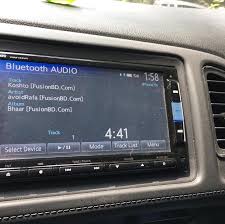 Bluetooth AUDIO
1:58
Track
Koshto [FusionBD.Com]
Artist
avoidRafa [FusionBD.Com]
Album
Bhaar [FusionBD.Com]
Track
1
4:41
Select Device
►/II
Mode
Track List
Menu